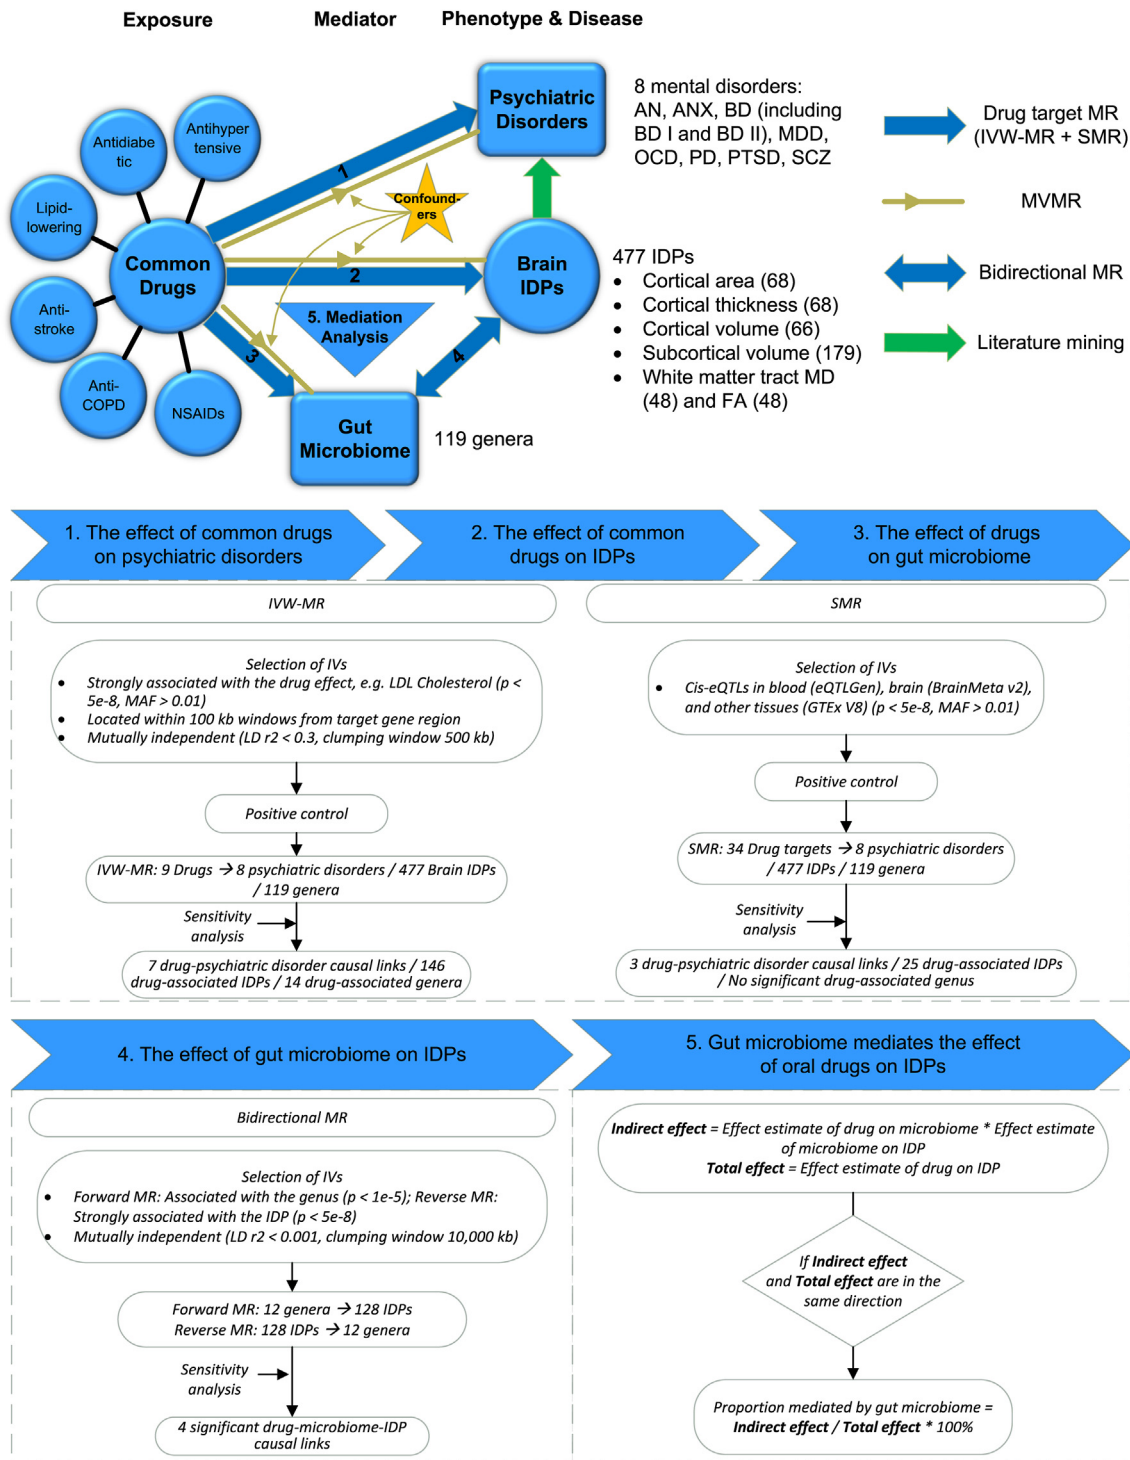 Exposure
Mediator
Phenotype & Disease
Antidiabe
tic
Antihyper
tensive
Lipid-
lowering
Anti-
stroke
Anti-
COPD
NSAIDs
Common
Drugs
1
2
3
4
Confound-
ers
5. Mediation
Analysis
Psychiatric
Disorders
Brain
IDPs
Gut
Microbiome
119 genera
8 mental disorders:
AN, ANX, BD (including
BD I and BD II), MDD,
OCD, PD, PTSD, SCZ
477 IDPs
• Cortical area (68)
• Cortical thickness (68)
• Cortical volume (66)
• Subcortical volume (179)
• White matter tract MD
(48) and FA (48)
Drug target MR
(IVW-MR + SMR)
MVMR
Bidirectional MR
Literature mining
1. The effect of common drugs
on psychiatric disorders
2. The effect of common
drugs on IDPs
3. The effect of drugs
on gut microbiome
IVW-MR
Selection of IVs
• Strongly associated with the drug effect, e.g. LDL Cholesterol (p <
5e-8, MAF > 0.01)
• Located within 100 kb windows from target gene region
• Mutually independent (LD r2 < 0.3, clumping window 500 kb)
Positive control
IVW-MR: 9 Drugs → 8 psychiatric disorders / 477 Brain IDPs
/ 119 genera
Sensitivity
analysis
7 drug-psychiatric disorder causal links / 146
drug-associated IDPs / 14 drug-associated genera
SMR
Selection of IVs
• Cis-eQTLs in blood (eQTLGen), brain (BrainMeta v2),
and other tissues (GTEx V8) (p < 5e-8, MAF > 0.01)
Positive control
SMR: 34 Drug targets → 8 psychiatric disorders
/ 477 IDPs / 119 genera
Sensitivity
analysis
3 drug-psychiatric disorder causal links / 25 drug-associated IDPs
/ No significant drug-associated genus
4. The effect of gut microbiome on IDPs
5. Gut microbiome mediates the effect
of oral drugs on IDPs
Bidirectional MR
Selection of IVs
• Forward MR: Associated with the genus (p < 1e-5); Reverse MR:
Strongly associated with the IDP (p < 5e-8)
• Mutually independent (LD r2 < 0.001, clumping window 10,000 kb)
Forward MR: 12 genera → 128 IDPs
Reverse MR: 128 IDPs → 12 genera
Sensitivity
analysis
4 significant drug-microbiome-IDP
causal links
Indirect effect = Effect estimate of drug on microbiome * Effect estimate
of microbiome on IDP
Total effect = Effect estimate of drug on IDP
If Indirect effect
and Total effect are in the
same direction
Proportion mediated by gut microbiome =
Indirect effect / Total effect * 100%